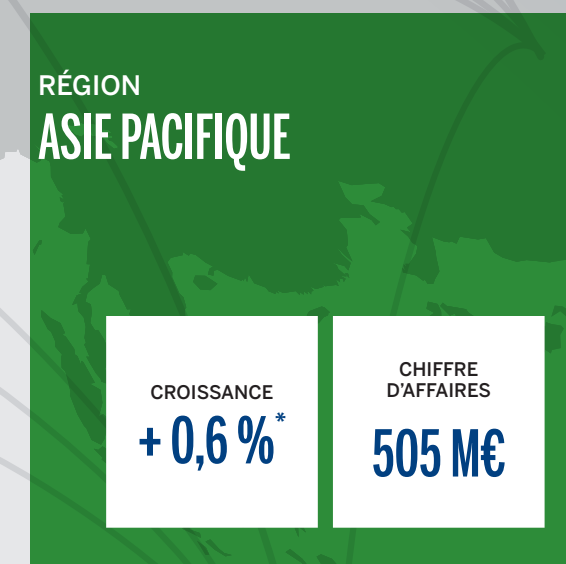 RÉGION
ASIE PACIFIQUE
CROISSANCE
+ 0,6 %*
CHIFFRE
D'AFFAIRES
505 M€